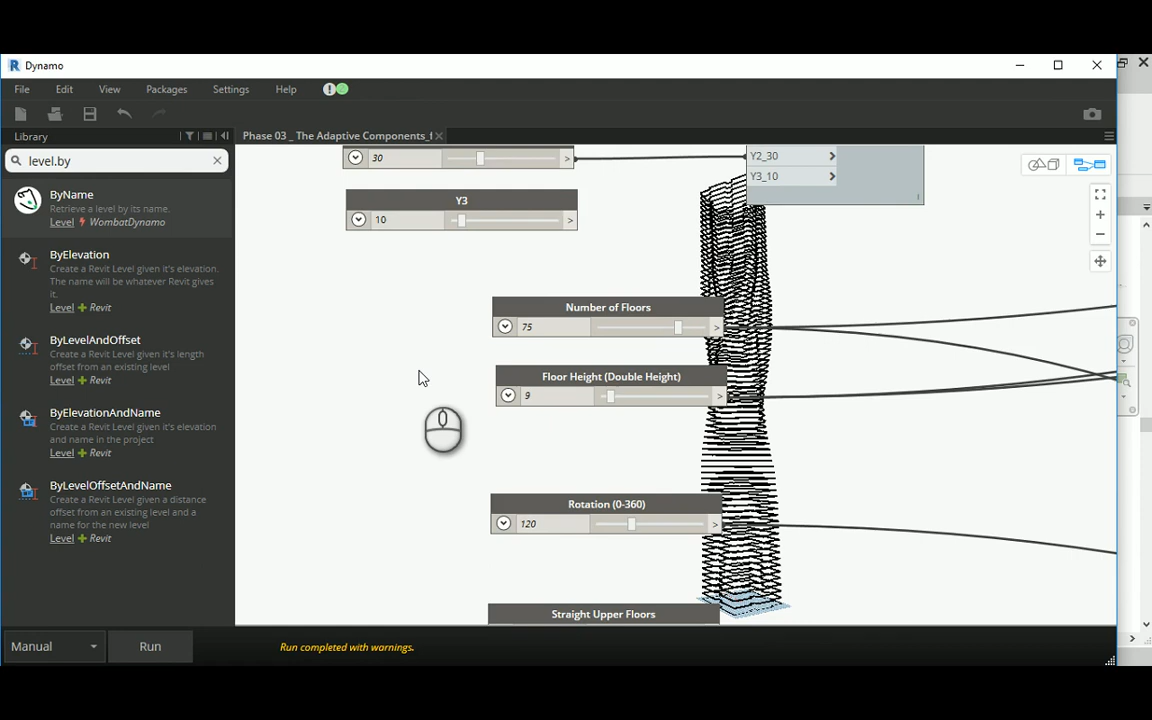 Dynamo
File Edit View Packages Settings Help
Library
Phase 03 _ The Adaptive Components_f
level.by
ByName
Retrieve a level by its name.
Level WombatDynamo
ByElevation
Create a Revit Level given it's elevation.
The name will be whatever Revit gives
it.
Level + Revit
ByLevelAndOffset
Create a Revit Level given it's length
offset from an existing level
Level + Revit
ByElevationAndName
Create a Revit Level given it's elevation
and name in the project
Level + Revit
ByLevelOffsetAndName
Create a Revit Level given a distance
offset from an existing level and a
name for the new level
Level + Revit
30 >
Y2_30 >
Y3_10 >
Y3
10 >
Number of Floors
75 >
Floor Height (Double Height)
9 >
Rotation (0-360)
120 >
Straight Upper Floors
Manual
Run
Run completed with warnings.